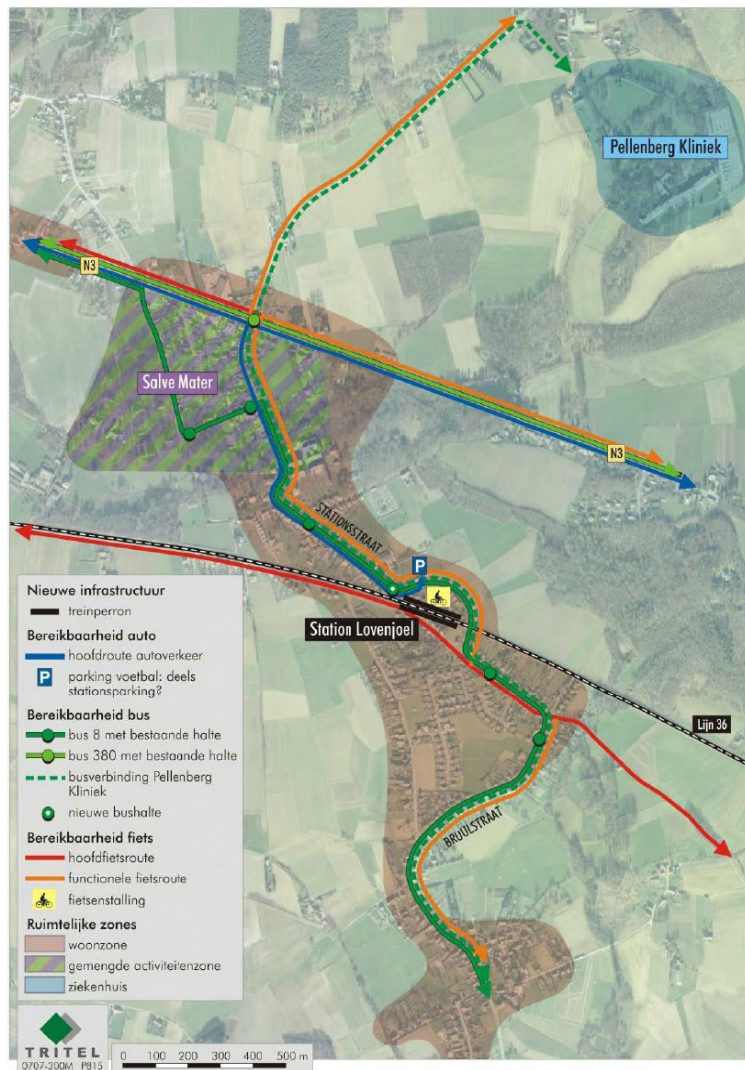 Pellenberg Kliniek
N3
Salve Mater
N3
STATIONSSTRAAT
P
Station Lovenjoel
Lijn 36
BRUULSTRAAT
Nieuwe infrastructuur
treinperron
Bereikbaarheid auto
hoofdroute autoverkeer
P parking voetbal: deels
stationsparking?
Bereikbaarheid bus
bus 8 met bestaande halte
bus 380 met bestaande halte
busverbinding Pellenberg
Kliniek
nieuwe bushalte
Bereikbaarheid fiets
hoofdfietsroute
functionele fietsroute
fietsenstalling
Ruimtelijke zones
woonzone
gemengde activiteitenzone
ziekenhuis
TRITEL
0707-300M PB15
0 100 200 300 400 500 m